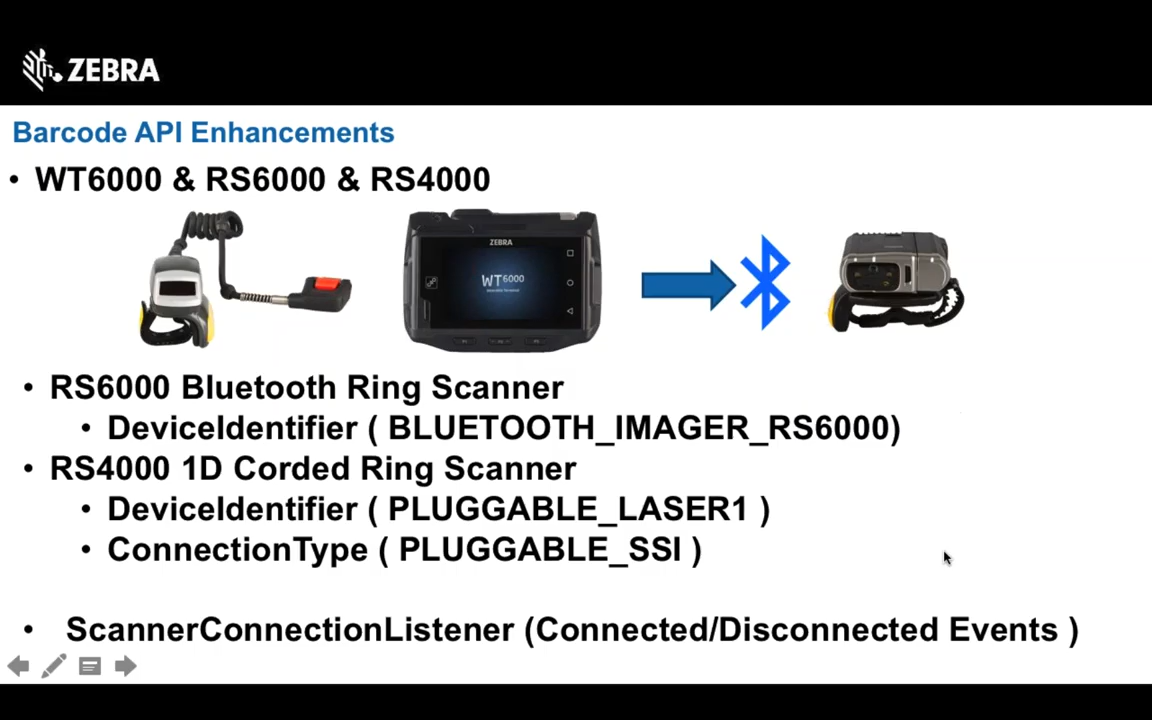 ZEBRA
Barcode API Enhancements
• WT6000 & RS6000 & RS4000
ZEBRA
WT6000
• RS6000 Bluetooth Ring Scanner
• DeviceIdentifier ( BLUETOOTH_IMAGER_RS6000)
• RS4000 1D Corded Ring Scanner
• DeviceIdentifier ( PLUGGABLE_LASER1 )
• ConnectionType ( PLUGGABLE_SSI )
• ScannerConnectionListener (Connected/Disconnected Events )